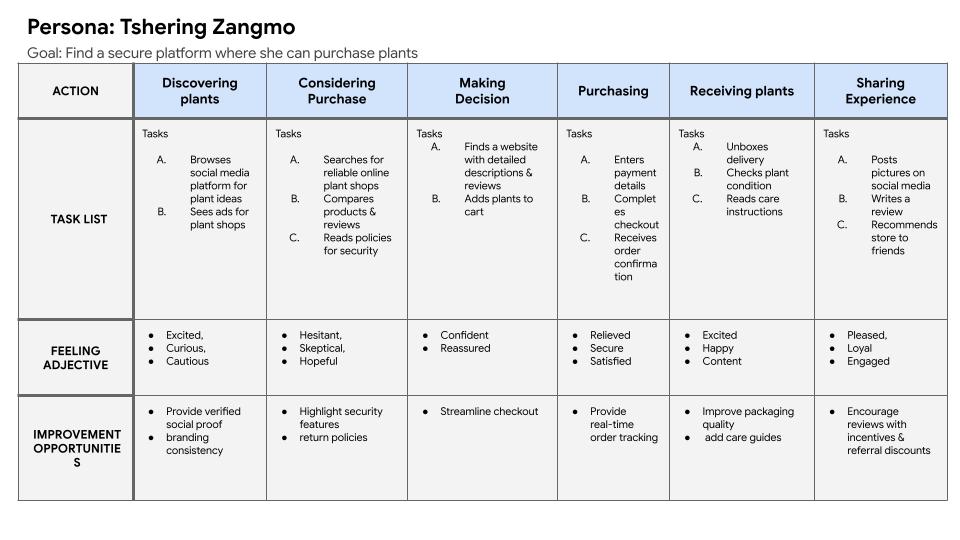 Persona: Tshering Zangmo
Goal: Find a secure platform where she can purchase plants
ACTION
Discovering
plants
Considering
Purchase
Making
Decision
Purchasing
Receiving plants
Sharing
Experience
TASK LIST
Tasks
A. Browses
social media
platform for
plant ideas
B. Sees ads for
plant shops
Tasks
A. Searches for
reliable online
plant shops
B. Compares
products &
reviews
C. Reads policies
for security
Tasks
A. Finds a website
with detailed
descriptions &
reviews
B. Adds plants to
cart
Tasks
A. Enters
payment
details
B. Complet
es
checkout
C. Receives
order
confirma
tion
Tasks
A. Unboxes
delivery
B. Checks plant
condition
C. Reads care
instructions
Tasks
A. Posts
pictures on
social media
B. Writes a
review
C. Recommends
store to
friends
FEELING
ADJECTIVE
● Excited,
● Curious,
● Cautious
● Hesitant,
● Skeptical,
● Hopeful
● Confident
● Reassured
● Relieved
● Secure
● Satisfied
● Excited
● Happy
● Content
● Pleased,
● Loyal
● Engaged
IMPROVEMENT
OPPORTUNITIE
S
● Provide verified
social proof
● branding
consistency
● Highlight security
features
● return policies
● Streamline checkout
● Provide
real-time
order tracking
● Improve packaging
quality
● add care guides
● Encourage
reviews with
incentives &
referral discounts